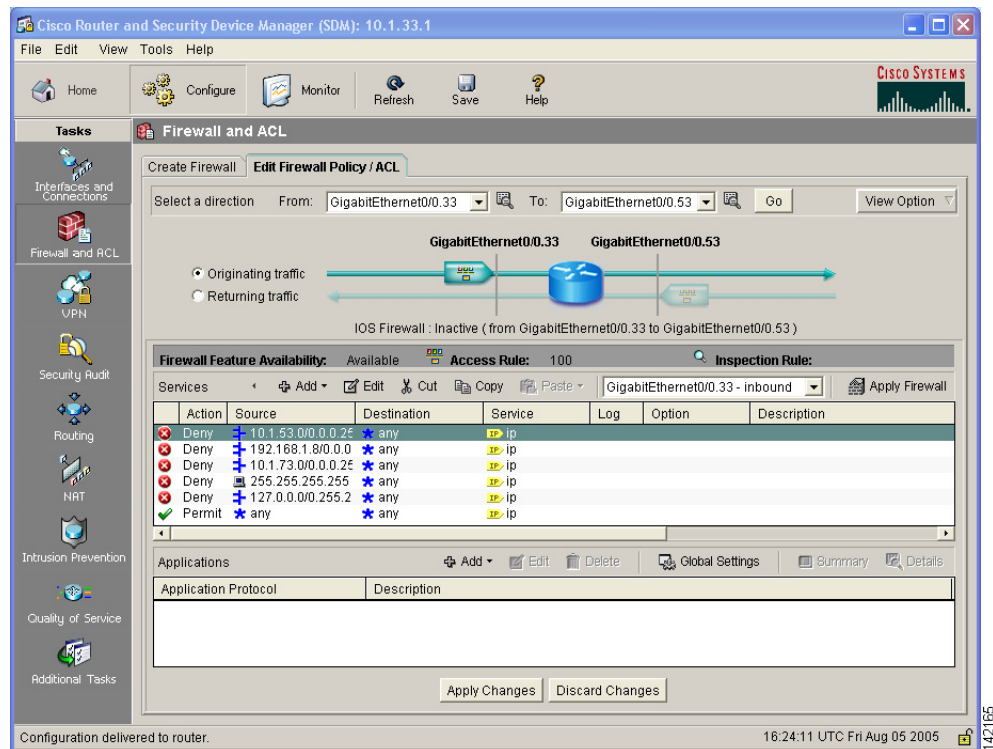 Cisco Router and Security Device Manager (SDM): 10.1.33.1
File Edit View Tools Help
Home Configure Monitor Refresh Save Help
CISCO SYSTEMS
Tasks
Firewall and ACL
Interfaces and Connections
Firewall and ACL
VPN
Security Audit
Routing
NAT
Intrusion Prevention
Quality of Service
Additional Tasks
Create Firewall Edit Firewall Policy / ACL
Select a direction From: GigabitEthernet0/0.33 To: GigabitEthernet0/0.53 Go View Option
GigabitEthernet0/0.33 GigabitEthernet0/0.53
Originating traffic
Returning traffic
IOS Firewall : Inactive ( from GigabitEthernet0/0.33 to GigabitEthernet0/0.53 )
Firewall Feature Availability: Available Access Rule: 100 Inspection Rule:
Services Add Edit Cut Copy Paste GigabitEthernet0/0.33 - inbound Apply Firewall
Action Source Destination Service Log Option Description
Deny 10.1.53.0/0.0.0.25 any IP ip
Deny 192.168.1.8/0.0.0 any IP ip
Deny 10.1.73.0/0.0.0.25 any IP ip
Deny 255.255.255.255 any IP ip
Deny 127.0.0.0/0.255.2 any IP ip
Permit any any IP ip
Applications Add Edit Delete Global Settings Summary Details
Application Protocol Description
Apply Changes Discard Changes
Configuration delivered to router. 16:24:11 UTC Fri Aug 05 2005
142165